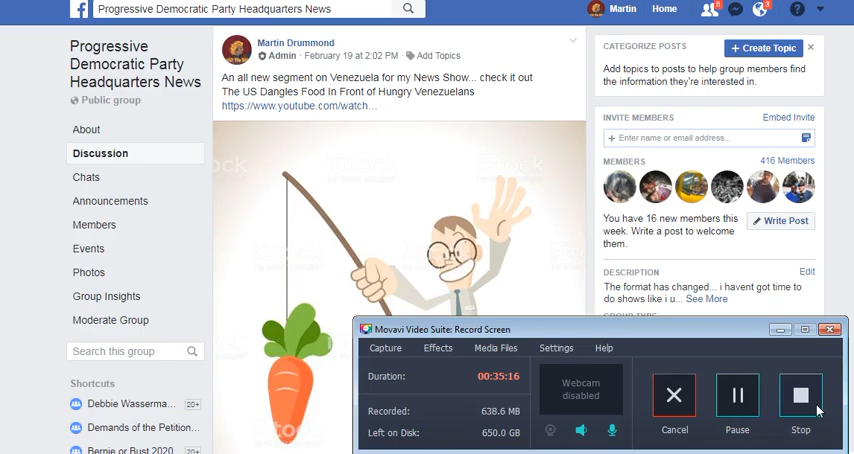 Progressive Democratic Party Headquarters News
Martin
Home
6
3
Progressive
Democratic Party
Headquarters News
Public group
About
Discussion
Chats
Announcements
Members
Events
Photos
Group Insights
Moderate Group
Search this group
Shortcuts
Debbie Wasserma... 20+
Demands of the Petition...
Bernie or Bust 2020 20+
Martin Drummond
Admin · February 19 at 2:02 PM · Add Topics
An all new segment on Venezuela for my News Show... check it out
The US Dangles Food In Front of Hungry Venezuelans
https://www.youtube.com/watch...
iStock
CATEGORIZE POSTS
+ Create Topic
Add topics to posts to help group members find
the information they're interested in.
INVITE MEMBERS
Embed Invite
+ Enter name or email address...
MEMBERS
416 Members
You have 16 new members this
week. Write a post to welcome
them.
Write Post
DESCRIPTION
Edit
The format has changed... i havent got time to
do shows like i u... See More
GROUP TYPE
Movavi Video Suite: Record Screen
Capture Effects Media Files Settings Help
Duration: 00:35:16
Recorded: 638.6 MB
Left on Disk: 650.0 GB
Webcam
disabled
Cancel
Pause
Stop